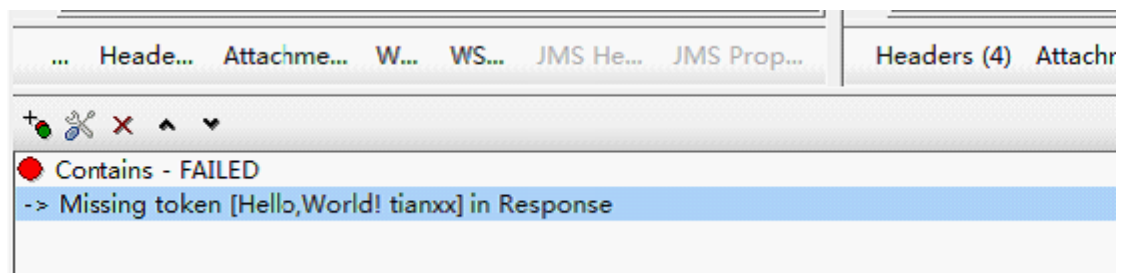 ... Heade... Attachme... W... WS... JMS He... JMS Prop... Headers (4) Attachr
Contains - FAILED
-> Missing token [Hello,World! tianxx] in Response